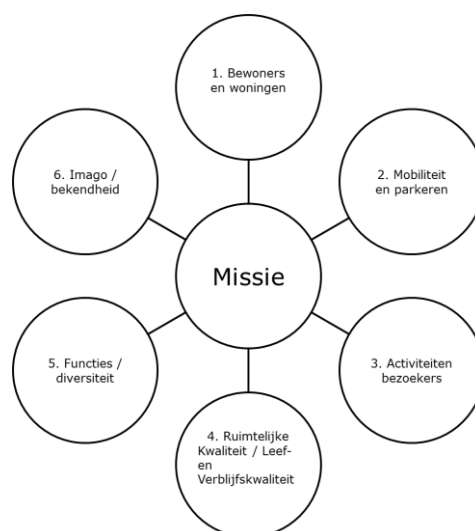 1. Bewoners
en woningen
2. Mobiliteit
en parkeren
3. Activiteiten
bezoekers
4. Ruimtelijke
Kwaliteit / Leef-
en
Verblijfskwaliteit
5. Functies /
diversiteit
6. Imago /
bekendheid
Missie